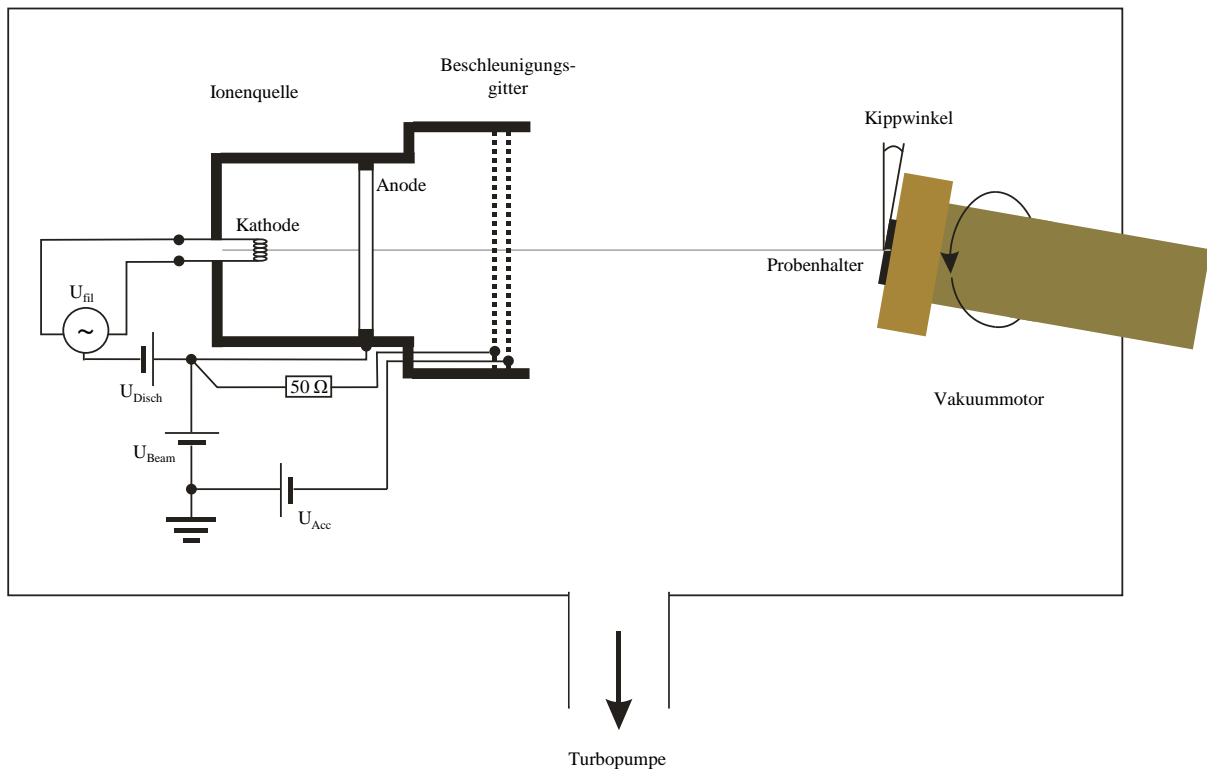 Beschleunigungs-
gitter
Ionenquelle
Kippwinkel
Anode
Kathode
Probenhalter
U_fil
~
50 Ω
U_Disch
Vakuummotor
U_Beam
U_Acc
Turbopumpe